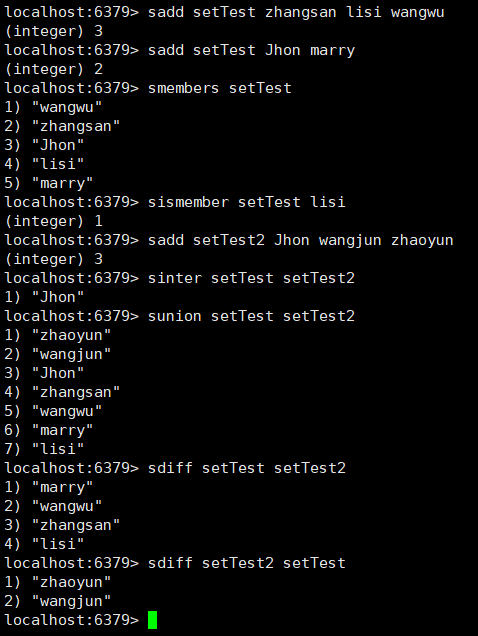 localhost:6379> sadd setTest zhangsan lisi wangwu
(integer) 3
localhost:6379> sadd setTest Jhon marry
(integer) 2
localhost:6379> smembers setTest
1) "wangwu"
2) "zhangsan"
3) "Jhon"
4) "lisi"
5) "marry"
localhost:6379> sismember setTest lisi
(integer) 1
localhost:6379> sadd setTest2 Jhon wangjun zhaoyun
(integer) 3
localhost:6379> sinter setTest setTest2
1) "Jhon"
localhost:6379> sunion setTest setTest2
1) "zhaoyun"
2) "wangjun"
3) "Jhon"
4) "zhangsan"
5) "wangwu"
6) "marry"
7) "lisi"
localhost:6379> sdiff setTest setTest2
1) "marry"
2) "wangwu"
3) "zhangsan"
4) "lisi"
localhost:6379> sdiff setTest2 setTest
1) "zhaoyun"
2) "wangjun"
localhost:6379>